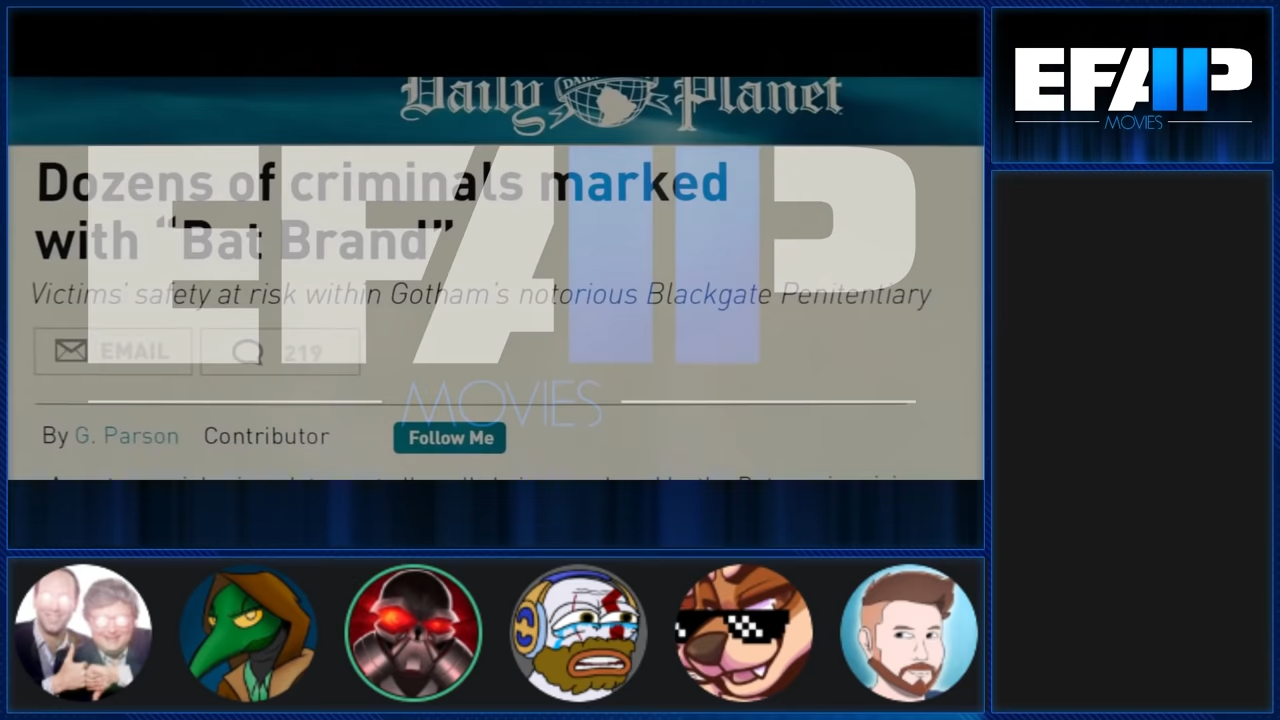 Daily Planet
EFAP
MOVIES
Dozens of criminals marked
with “Bat Brand”
Victims' safety at risk within Gotham's notorious Blackgate Penitentiary
EMAIL 219
EFAP
MOVIES
By G. Parson Contributor Follow Me